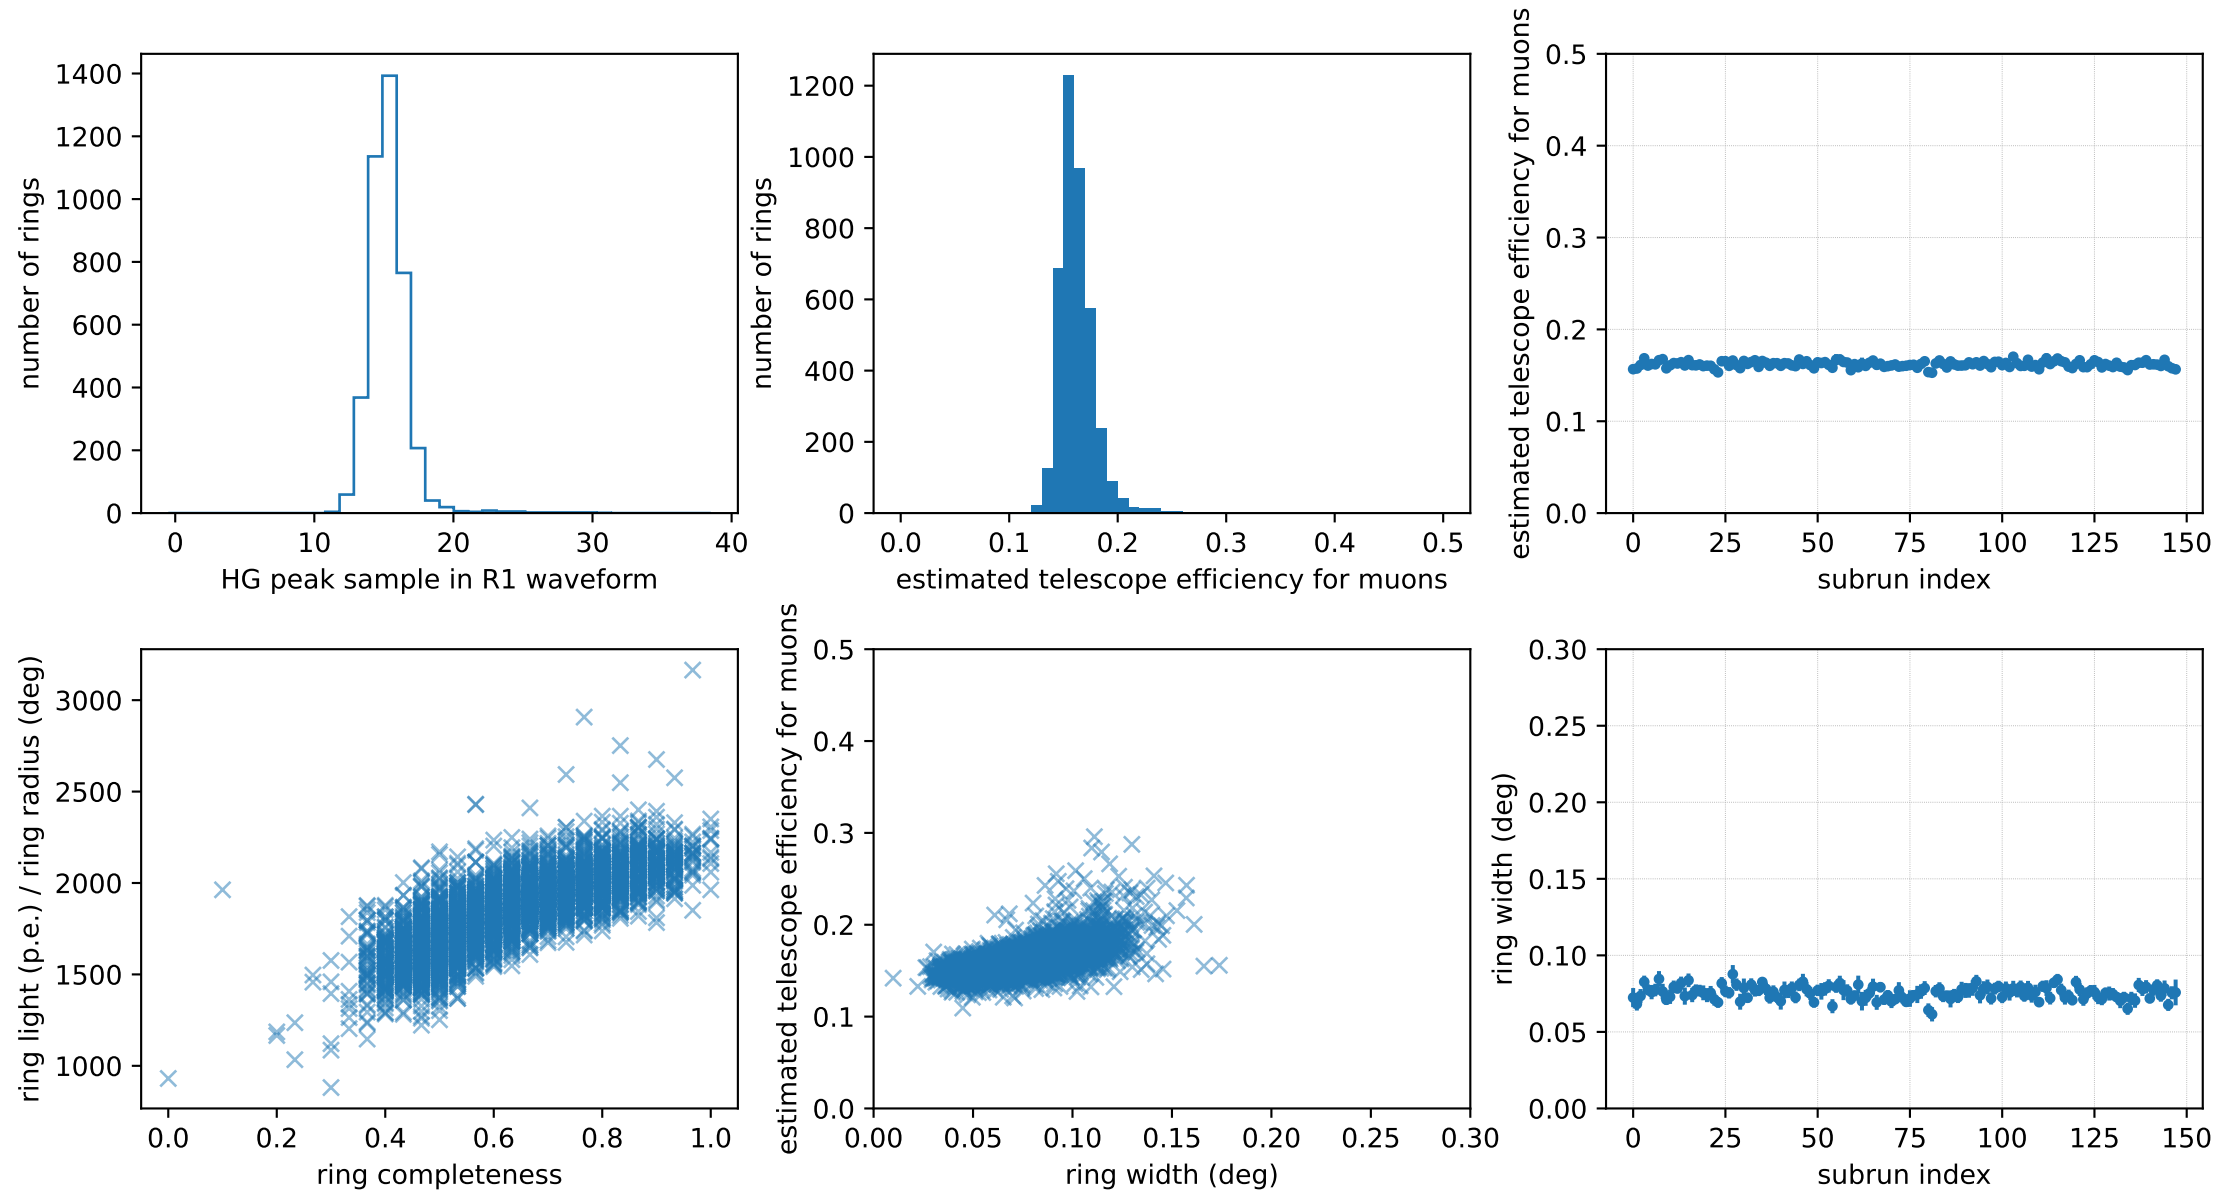 number of rings
1400
1200
1000
800
600
400
200
0
0 10 20 30 40
HG peak sample in R1 waveform
number of rings
1200
1000
800
600
400
200
0
0.0 0.1 0.2 0.3 0.4 0.5
estimated telescope efficiency for muons
estimated telescope efficiency for muons
0.5
0.4
0.3
0.2
0.1
0.0
0 25 50 75 100 125 150
subrun index
ring light (p.e.) / ring radius (deg)
3000
2500
2000
1500
1000
0.0 0.2 0.4 0.6 0.8 1.0
ring completeness
estimated telescope efficiency for muons
0.5
0.4
0.3
0.2
0.1
0.0
0.00 0.05 0.10 0.15 0.20 0.25 0.30
ring width (deg)
ring width (deg)
0.30
0.25
0.20
0.15
0.10
0.05
0.00
0 25 50 75 100 125 150
subrun index